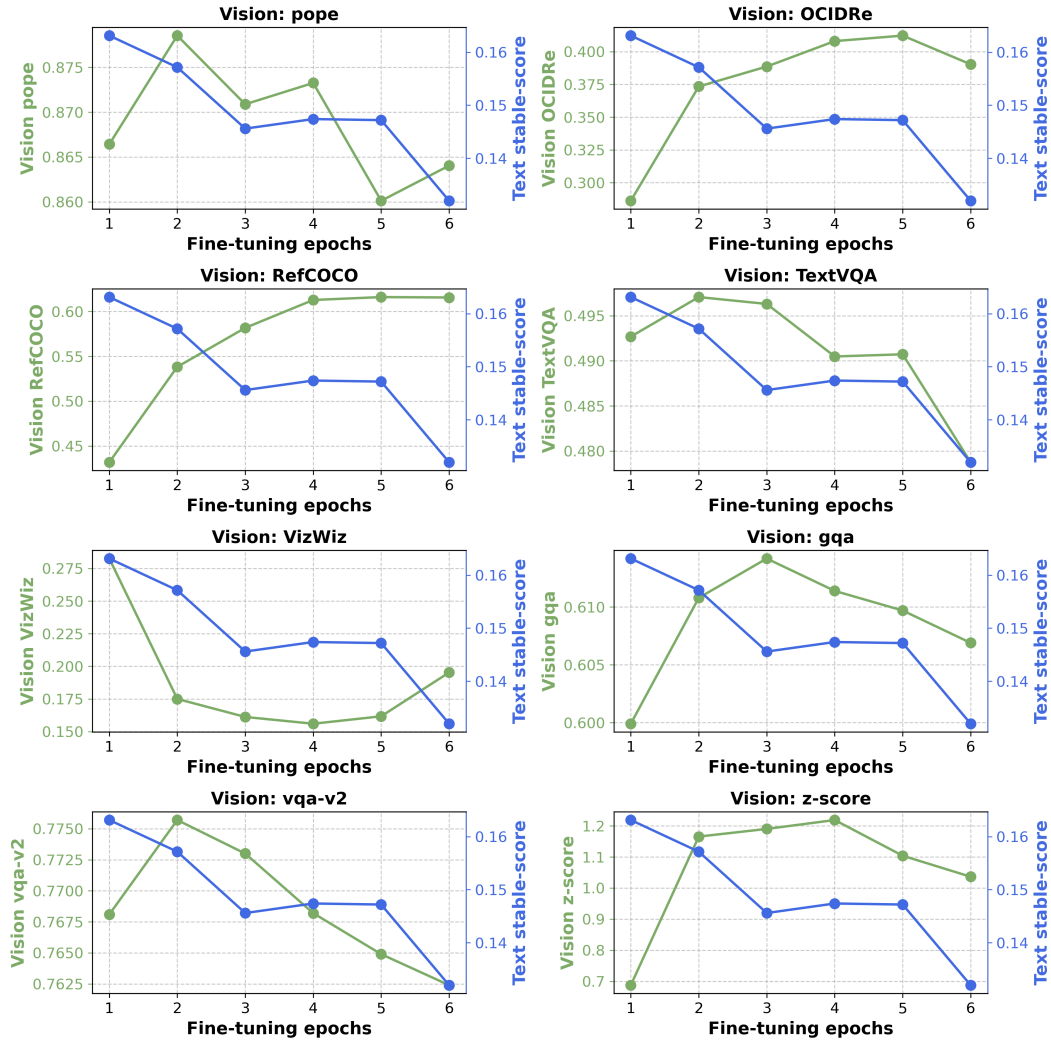 Vision: pope
Vision pope
0.875
0.870
0.865
0.860
0.16
0.15
0.14
Text stable-score
1 2 3 4 5 6
Fine-tuning epochs
Vision: OCIDRe
Vision OCIDRe
0.400
0.375
0.350
0.325
0.300
0.16
0.15
0.14
Text stable-score
1 2 3 4 5 6
Fine-tuning epochs
Vision: RefCOCO
Vision RefCOCO
0.60
0.55
0.50
0.45
0.16
0.15
0.14
Text stable-score
1 2 3 4 5 6
Fine-tuning epochs
Vision: TextVQA
Vision TextVQA
0.495
0.490
0.485
0.480
0.16
0.15
0.14
Text stable-score
1 2 3 4 5 6
Fine-tuning epochs
Vision: VizWiz
Vision VizWiz
0.275
0.250
0.225
0.200
0.175
0.150
0.16
0.15
0.14
Text stable-score
1 2 3 4 5 6
Fine-tuning epochs
Vision: gqa
Vision gqa
0.610
0.605
0.600
0.16
0.15
0.14
Text stable-score
1 2 3 4 5 6
Fine-tuning epochs
Vision: vqa-v2
Vision vqa-v2
0.7750
0.7725
0.7700
0.7675
0.7650
0.7625
0.16
0.15
0.14
Text stable-score
1 2 3 4 5 6
Fine-tuning epochs
Vision: z-score
Vision z-score
1.2
1.1
1.0
0.9
0.8
0.7
0.16
0.15
0.14
Text stable-score
1 2 3 4 5 6
Fine-tuning epochs